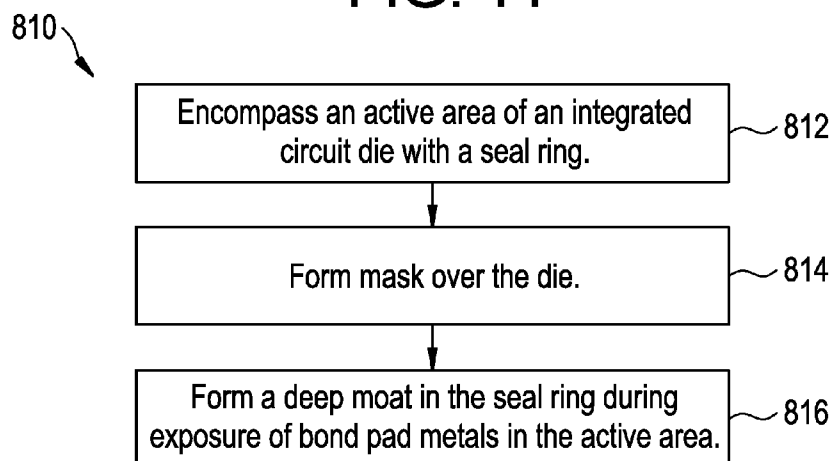 810
Encompass an active area of an integrated
circuit die with a seal ring.
812
Form mask over the die.
814
Form a deep moat in the seal ring during
exposure of bond pad metals in the active area.
816